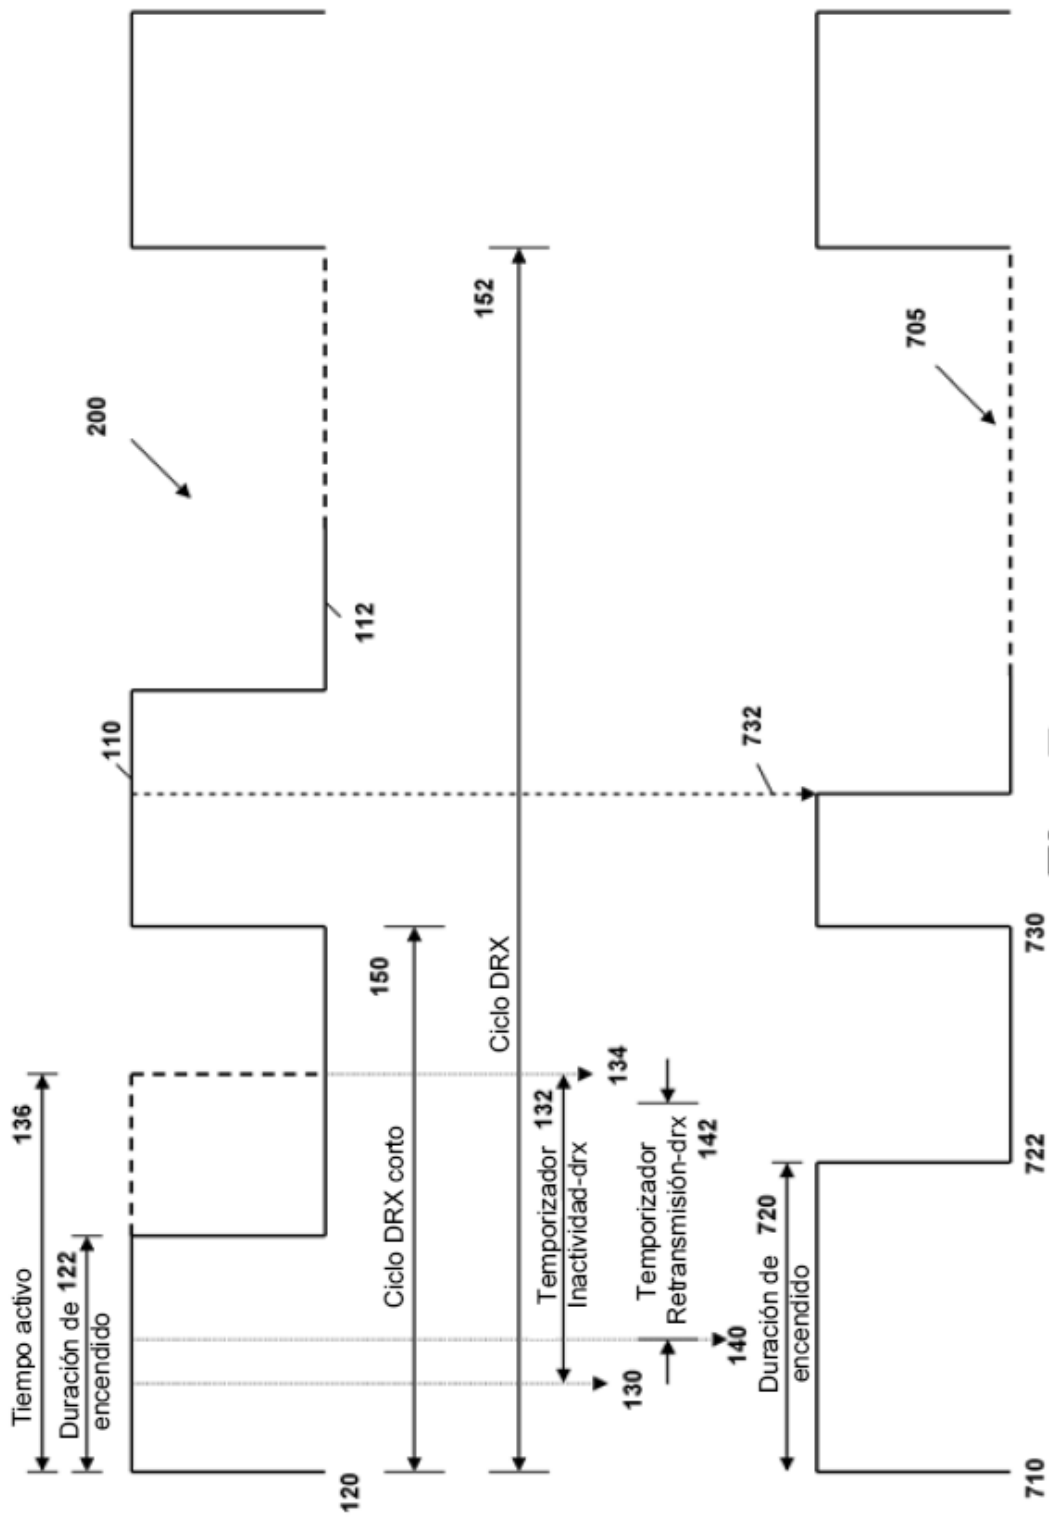 Tiempo activo
136
Duración de 122
encendido
110
200
120
112
Ciclo DRX corto
150
Ciclo DRX
152
Temporizador 132
Inactividad-drx
130
134
Temporizador
Retransmisión-drx
142
140
732
Duración de 720
encendido
705
710
722
730